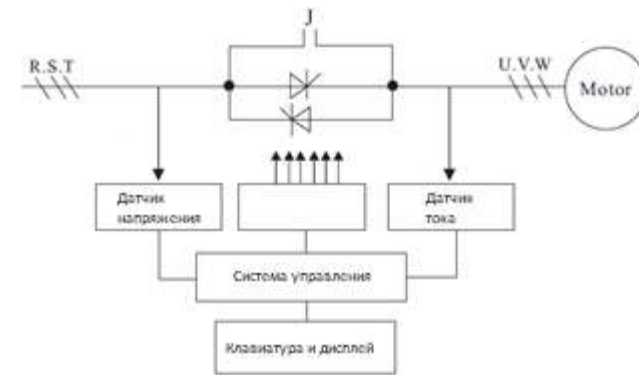 J
R.S.T
U.V.W
Motor
Датчик
напряжения
Датчик
тока
Система управления
Клавиатура и дисплей